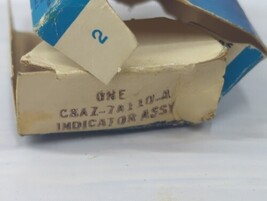 2
ONE
C8AZ-7A110-A
INDICATOR ASSY